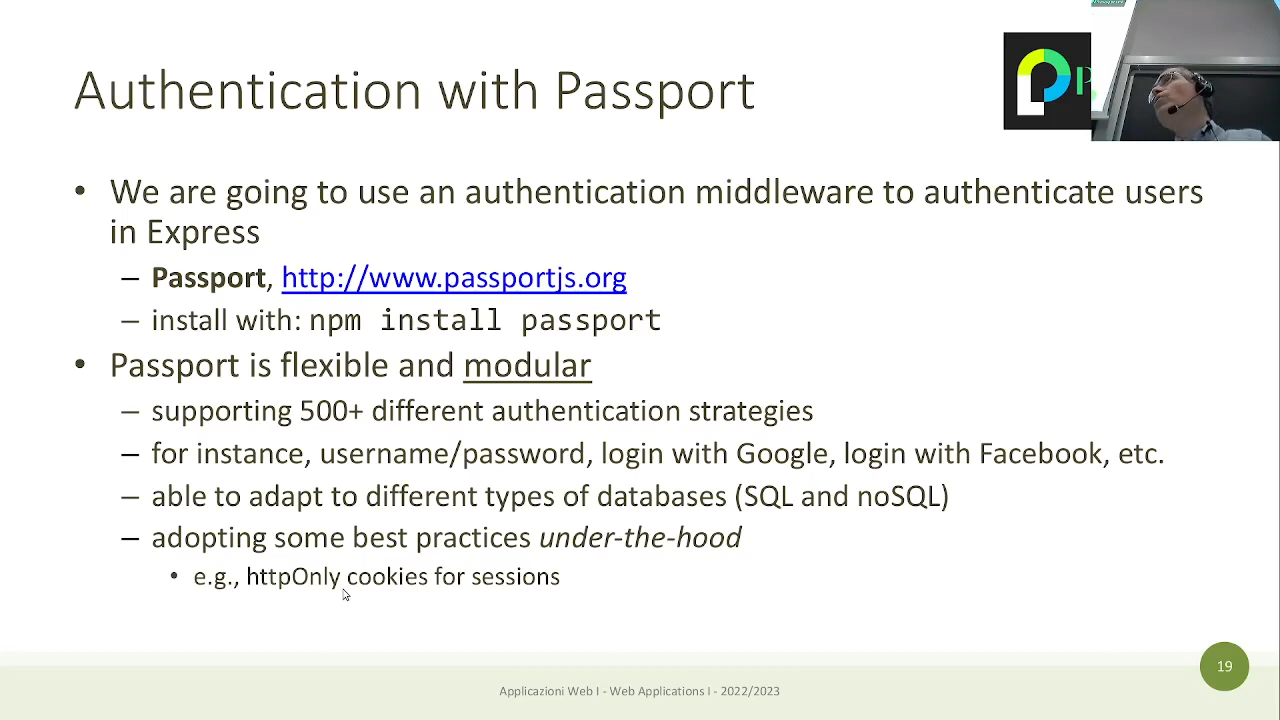 Authentication with Passport
• We are going to use an authentication middleware to authenticate users
in Express
– Passport, http://www.passportjs.org
– install with: npm install passport
• Passport is flexible and modular
– supporting 500+ different authentication strategies
– for instance, username/password, login with Google, login with Facebook, etc.
– able to adapt to different types of databases (SQL and noSQL)
– adopting some best practices under-the-hood
• e.g., httpOnly cookies for sessions
19
Applicazioni Web I - Web Applications I - 2022/2023